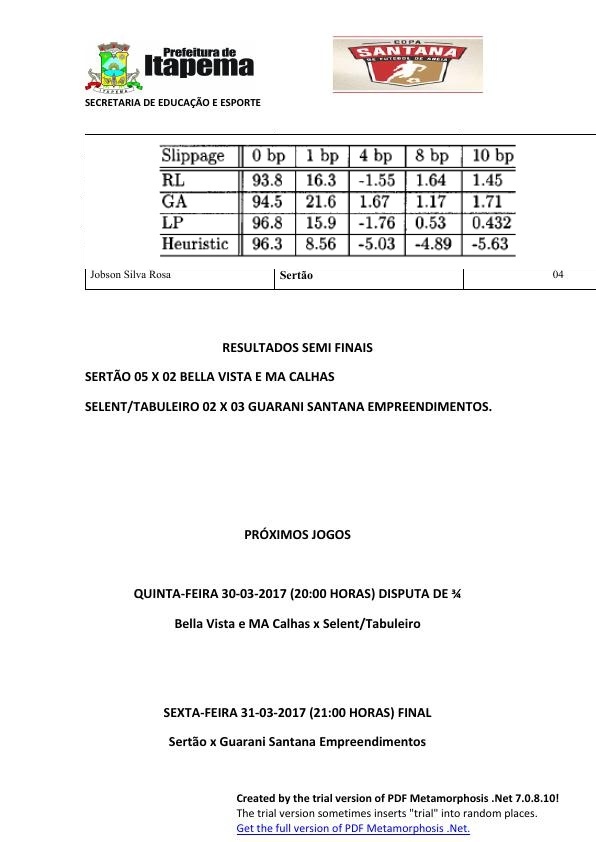 Prefeitura de
Itapema
ITAPEMA
COPA
SANTANA
DE FUTEBOL DE AREIA
SECRETARIA DE EDUCAÇÃO E ESPORTE
Slippage 0 bp 1 bp 4 bp 8 bp 10 bp
RL 93.8 16.3 -1.55 1.64 1.45
GA 94.5 21.6 1.67 1.17 1.71
LP 96.8 15.9 -1.76 0.53 0.432
Heuristic 96.3 8.56 -5.03 -4.89 -5.63
Jobson Silva Rosa Sertão 04
RESULTADOS SEMI FINAIS
SERTÃO 05 X 02 BELLA VISTA E MA CALHAS
SELENT/TABULEIRO 02 X 03 GUARANI SANTANA EMPREENDIMENTOS.
PRÓXIMOS JOGOS
QUINTA-FEIRA 30-03-2017 (20:00 HORAS) DISPUTA DE ¾
Bella Vista e MA Calhas x Selent/Tabuleiro
SEXTA-FEIRA 31-03-2017 (21:00 HORAS) FINAL
Sertão x Guarani Santana Empreendimentos
Created by the trial version of PDF Metamorphosis .Net 7.0.8.10!
The trial version sometimes inserts "trial" into random places.
Get the full version of PDF Metamorphosis .Net.